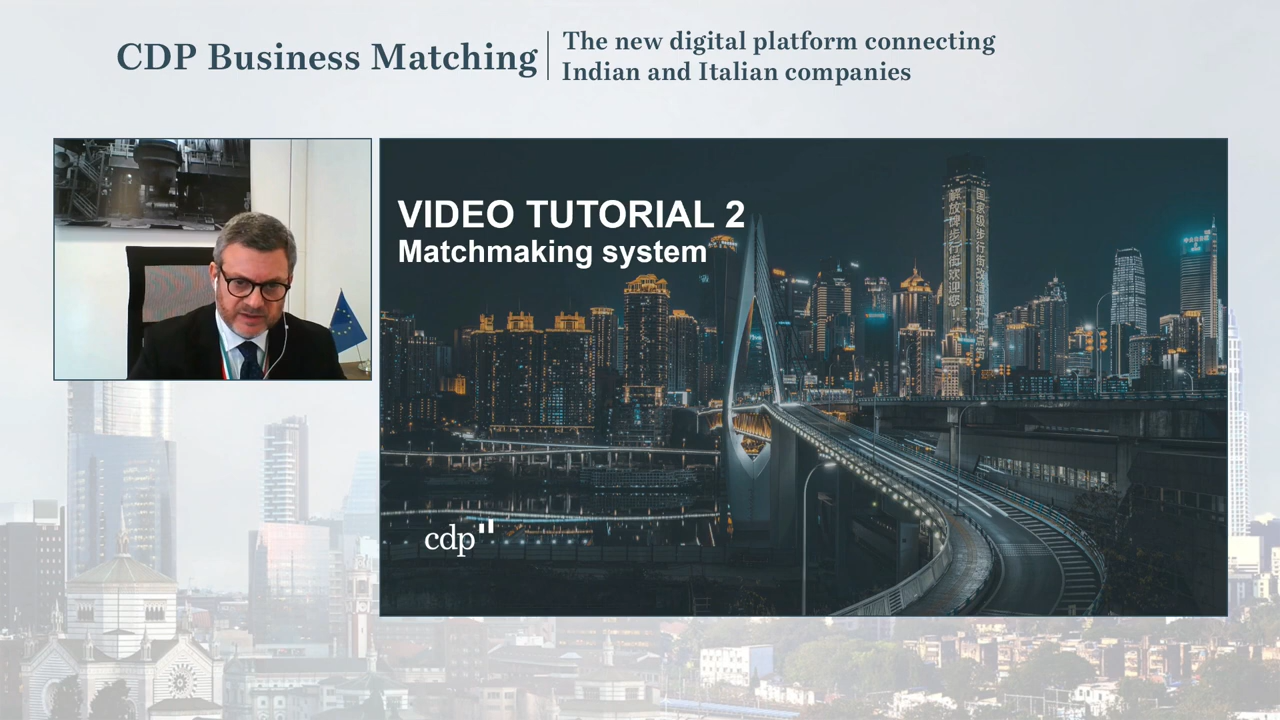 CDP Business Matching
The new digital platform connecting
Indian and Italian companies
VIDEO TUTORIAL 2
Matchmaking system
cdp